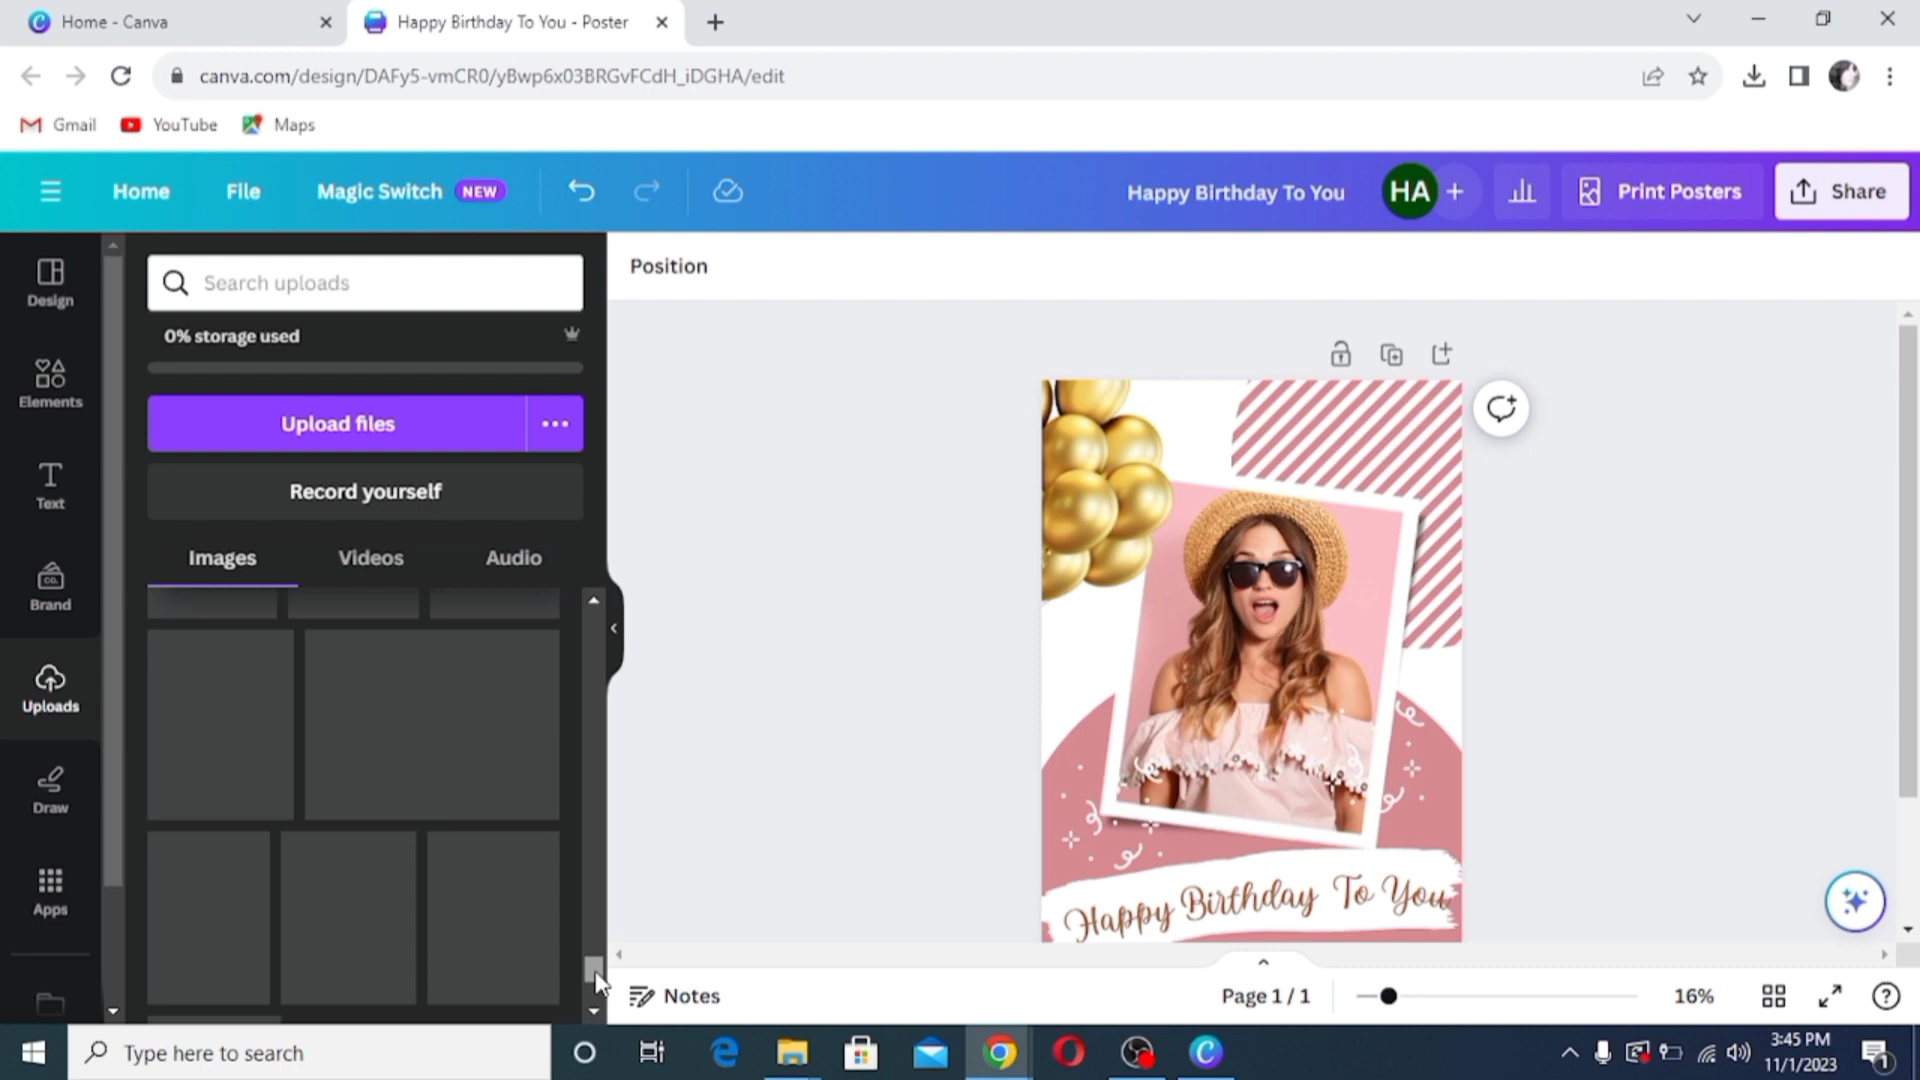 Home - Canva
Happy Birthday To You - Poster
canva.com/design/DAFy5-vmCR0/yBwp6x03BRGvFCdH_iDGHA/edit
Gmail
YouTube
Maps
Home
File
Magic Switch
NEW
Happy Birthday To You
HA
Print Posters
Share
Design
Elements
Text
CO.
Brand
Uploads
Draw
Apps
Search uploads
0% storage used
Upload files
Record yourself
Images
Videos
Audio
Position
Happy Birthday To You
Notes
Page 1 / 1
16%
Type here to search
3:45 PM
11/1/2023
1